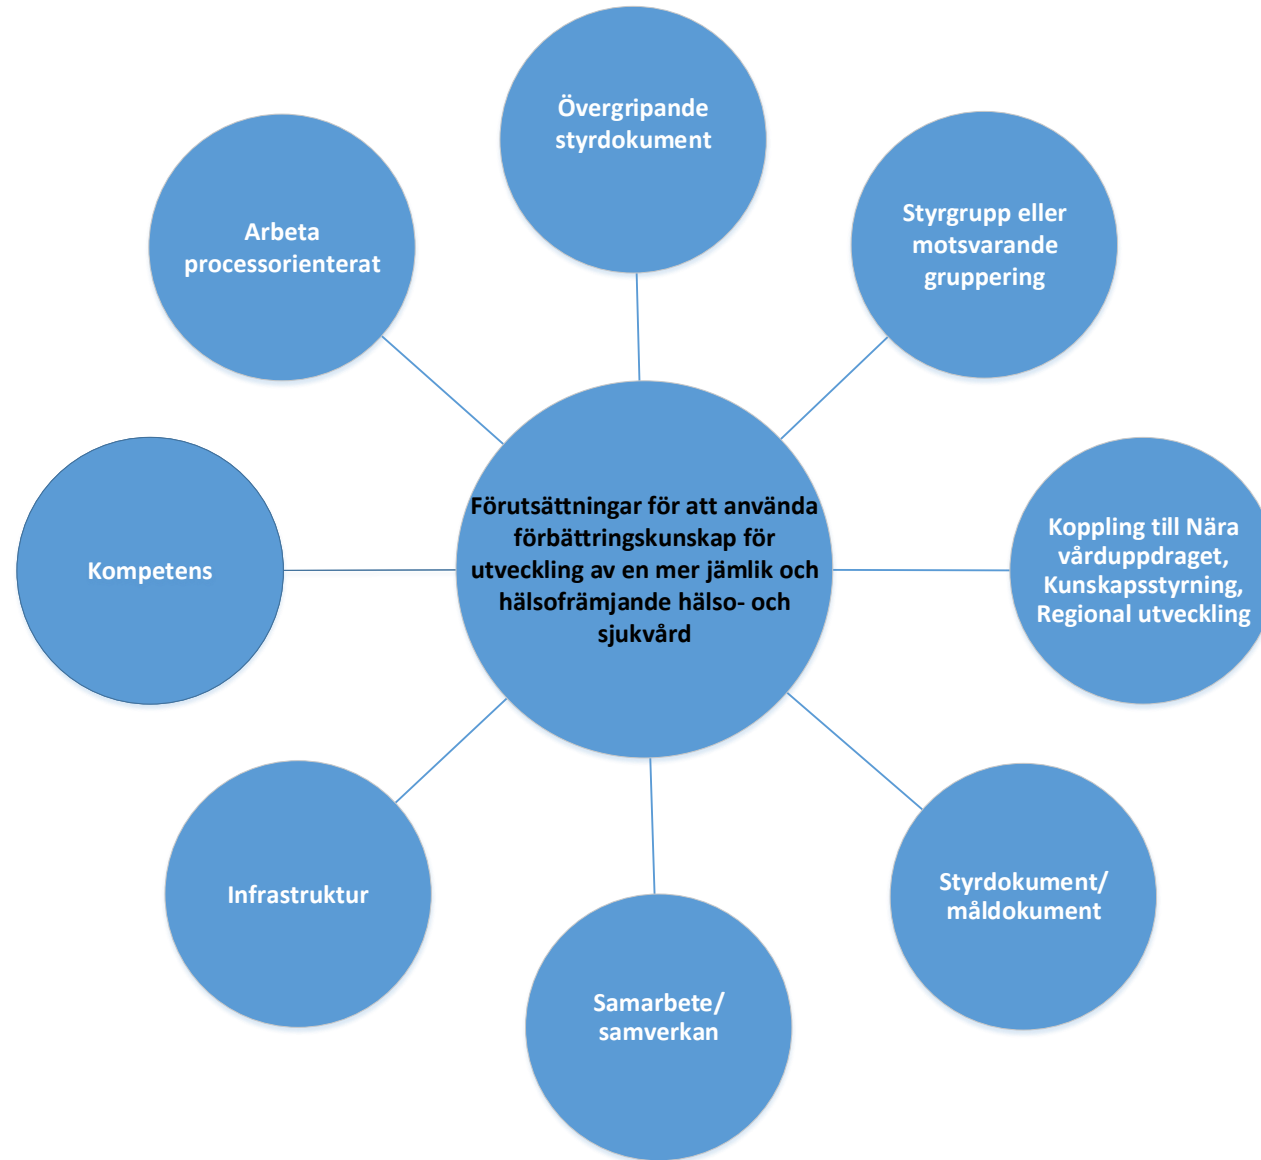 Övergripande
styrdokument
Styrgrupp eller
motsvarande
gruppering
Arbeta
processorienterat
Förutsättningar för att använda
förbättringskunskap för
utveckling av en mer jämlik och
hälsofrämjande hälso- och
sjukvård
Koppling till Nära
vårduppdraget,
Kunskapsstyrning,
Regional utveckling
Kompetens
Styrdokument/
måldokument
Infrastruktur
Samarbete/
samverkan